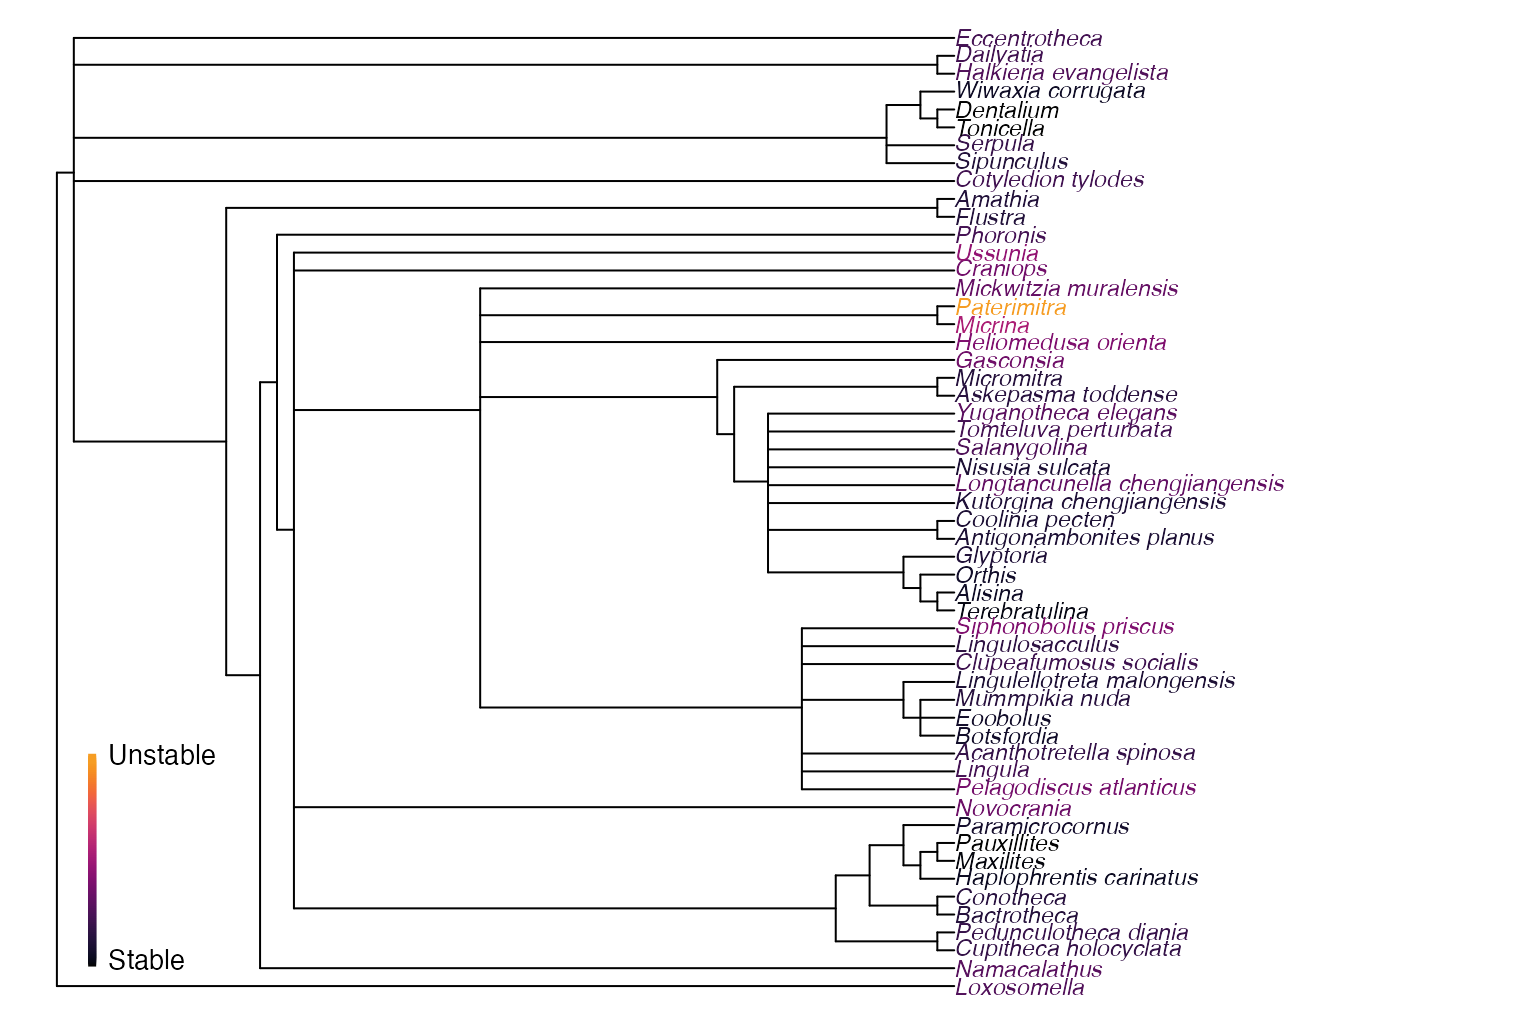 Eccentrotheca
Dailyatia
Halkieria evangelista
Wiwaxia corrugata
Dentalium
Tonicella
Serpula
Sipunculus
Cotyledion tylodes
Amathia
Flustra
Phoronis
Ussunia
Craniops
Mickwitzia muralensis
Paterimitra
Micrina
Heliomedusa orienta
Gasconsia
Micromitra
Askepasma toddense
Yuganotheca elegans
Tomteluva perturbata
Salanygolina
Nisusia sulcata
Longtancunella chengjiangensis
Kutorgina chengjiangensis
Coolinia pecten
Antigonambonites planus
Glyptoria
Orthis
Alisina
Terebratulina
Siphonobolus priscus
Lingulosacculus
Clupeafumosus socialis
Lingulellotreta malongensis
Mummpikia nuda
Eoobolus
Botsfordia
Acanthotretella spinosa
Lingula
Pelagodiscus atlanticus
Novocrania
Paramicrocornus
Pauxillites
Maxilites
Haplophrentis carinatus
Conotheca
Bactrotheca
Pedunculotheca diania
Cupitheca holocyclata
Namacalathus
Loxosomella
Unstable
Stable